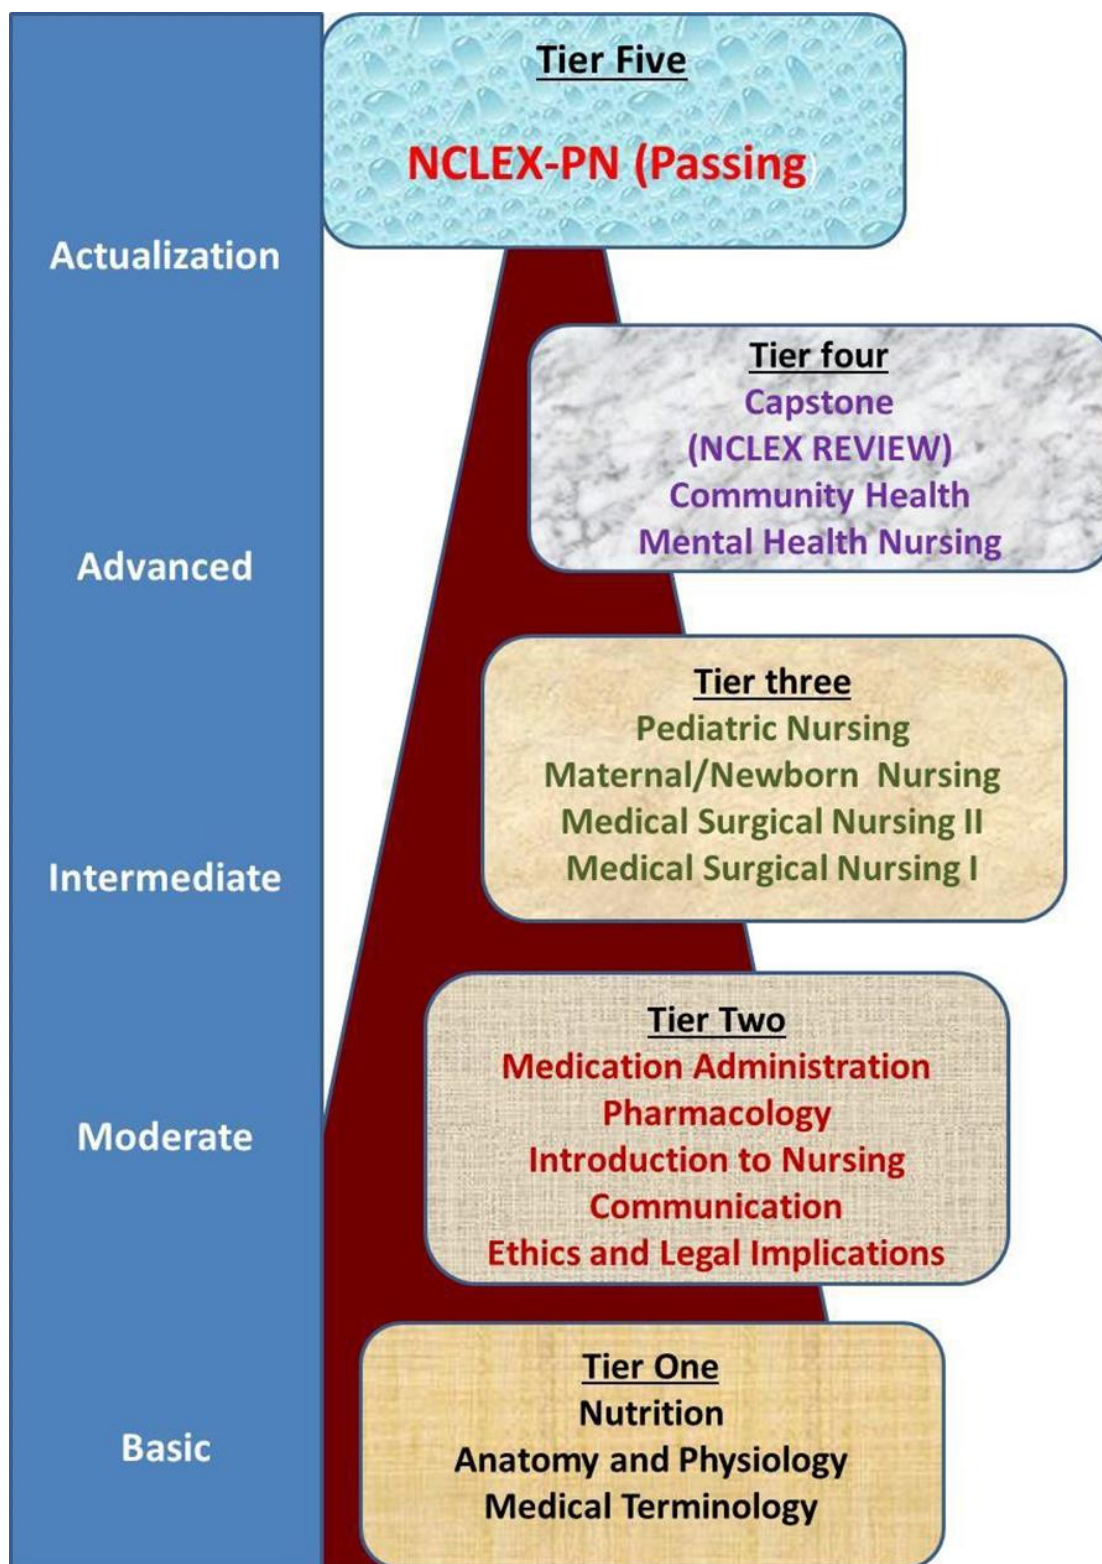 Tier Five
NCLEX-PN (Passing)
Actualization
Tier four
Capstone
(NCLEX REVIEW)
Community Health
Mental Health Nursing
Advanced
Tier three
Pediatric Nursing
Maternal/Newborn Nursing
Medical Surgical Nursing II
Medical Surgical Nursing I
Intermediate
Tier Two
Medication Administration
Pharmacology
Introduction to Nursing
Communication
Ethics and Legal Implications
Moderate
Tier One
Nutrition
Anatomy and Physiology
Medical Terminology
Basic